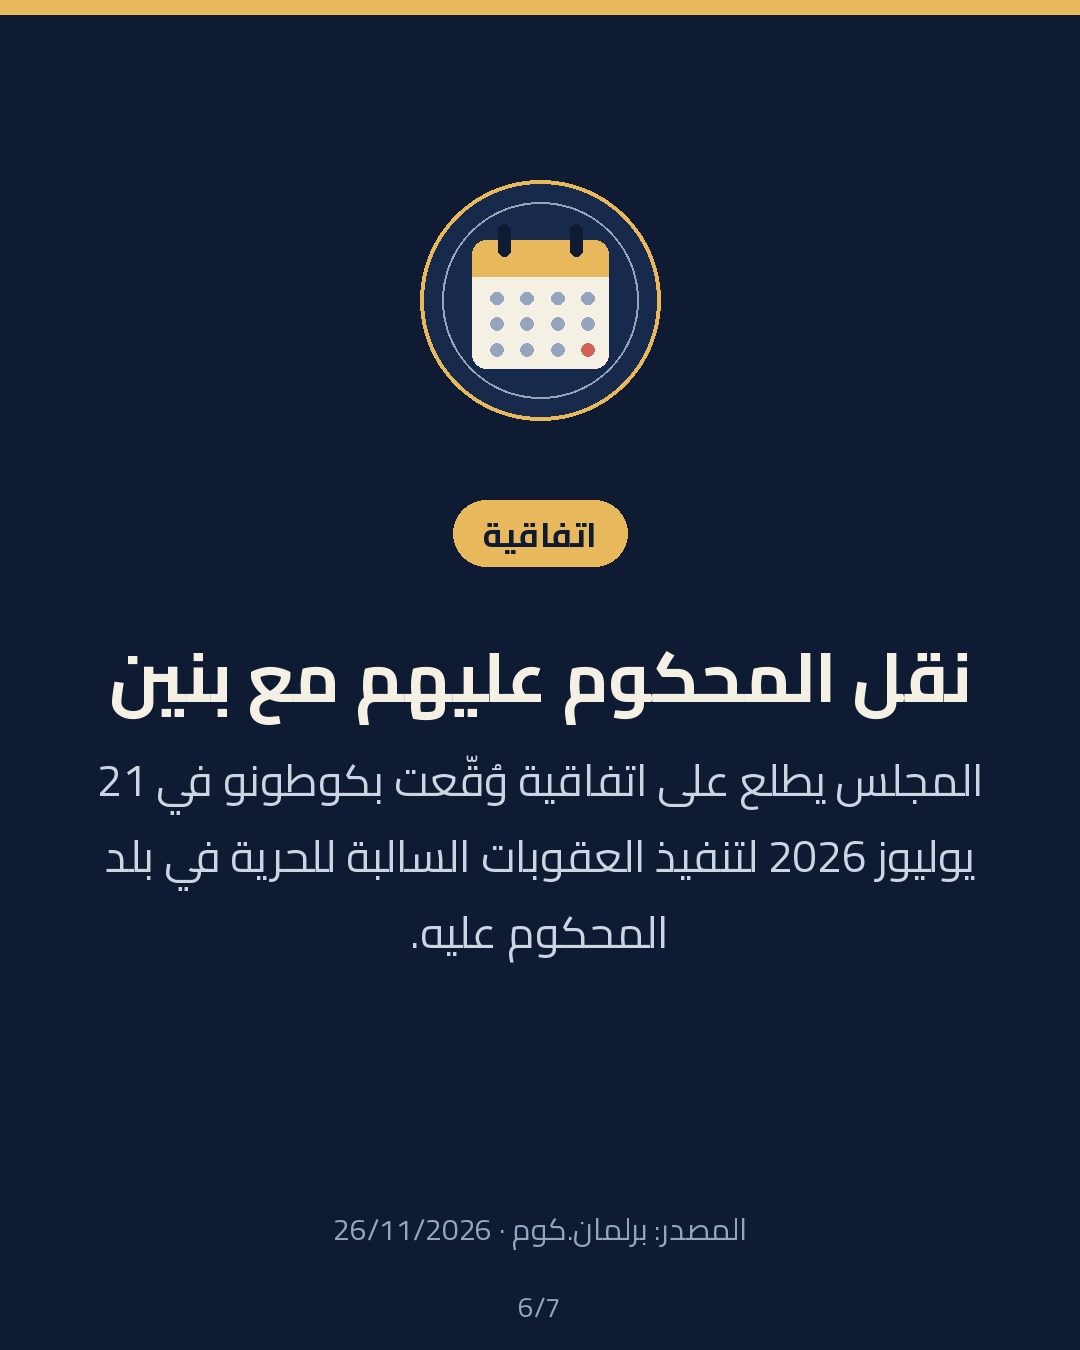 اتفاقية
نقل المحكوم عليهم مع بنين
المجلس يطلع على اتفاقية وُقّعت بكوطونو في 21
يوليوز 2026 لتنفيذ العقوبات السالبة للحرية في بلد
المحكوم عليه.
المصدر: برلمان.كوم · 26/11/2026
6/7